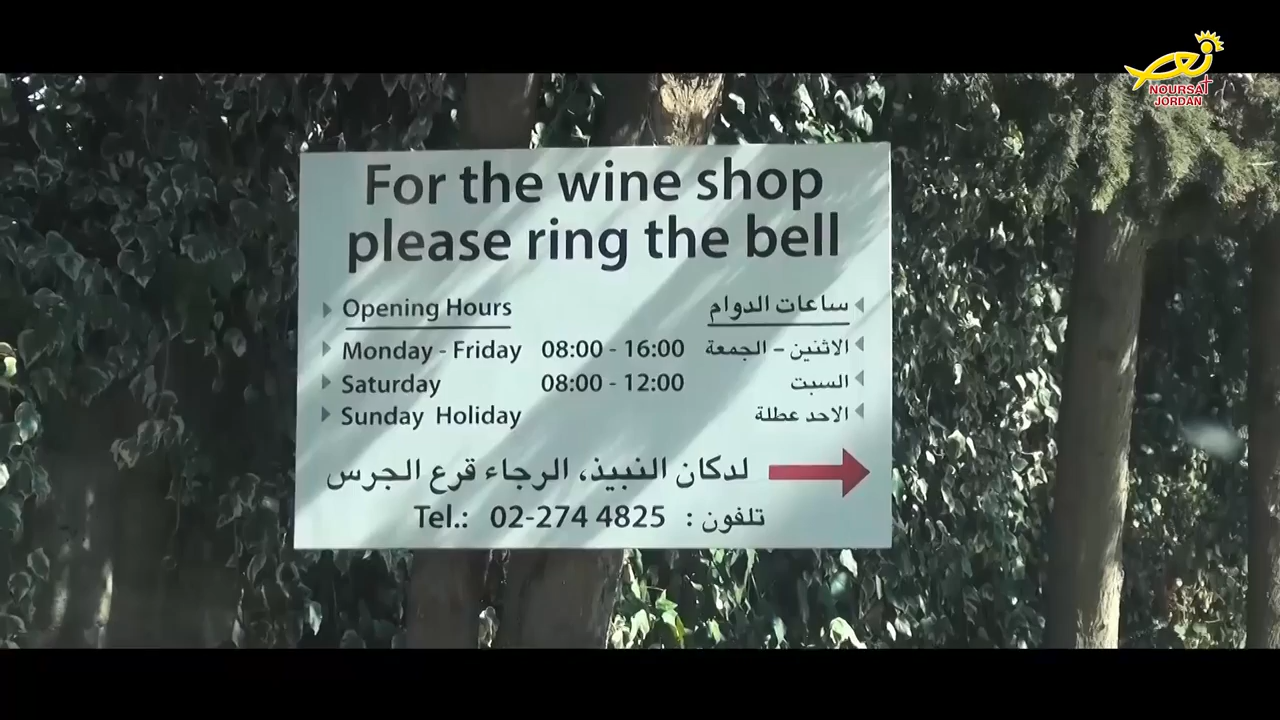 نور
NOURSAT
JORDAN
For the wine shop
please ring the bell
Opening Hours ساعات الدوام
Monday - Friday 08:00 - 16:00 الاثنين - الجمعة
Saturday 08:00 - 12:00 السبت
Sunday Holiday الاحد عطلة
لدكان النبيذ، الرجاء قرع الجرس
Tel.: 02-274 4825 تلفون :